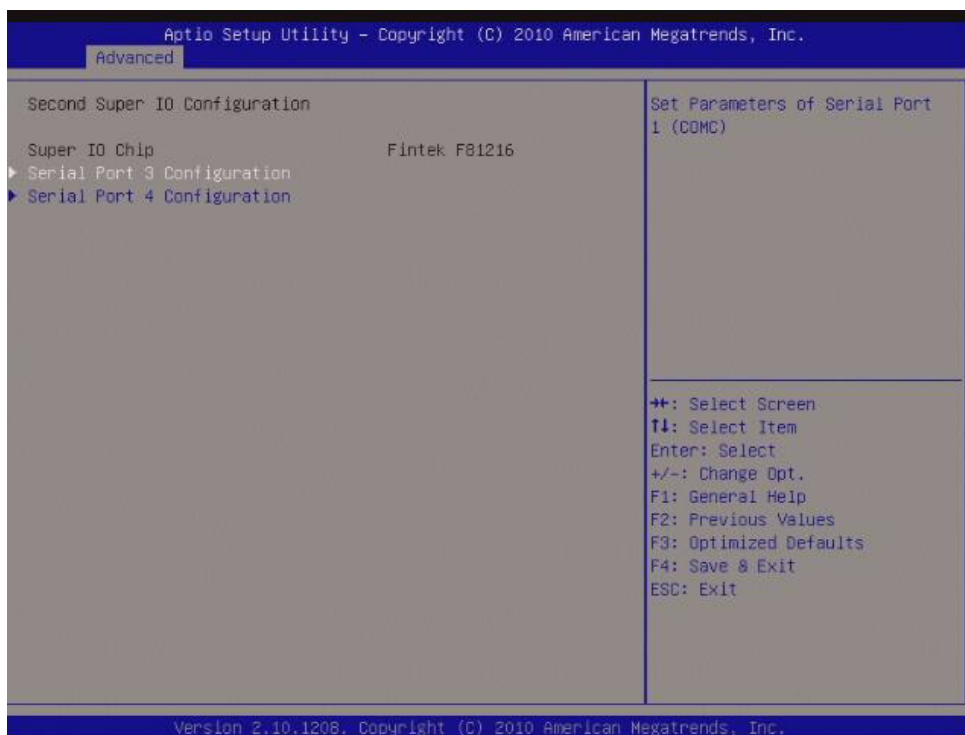 Aptio Setup Utility – Copyright (C) 2010 American Megatrends, Inc.
Advanced
Second Super IO Configuration
Super IO Chip Fintek F81216
Serial Port 3 Configuration
Serial Port 4 Configuration
Set Parameters of Serial Port
1 (COMC)
→←: Select Screen
↑↓: Select Item
Enter: Select
+/-: Change Opt.
F1: General Help
F2: Previous Values
F3: Optimized Defaults
F4: Save & Exit
ESC: Exit
Version 2.10.1208. Copyright (C) 2010 American Megatrends, Inc.